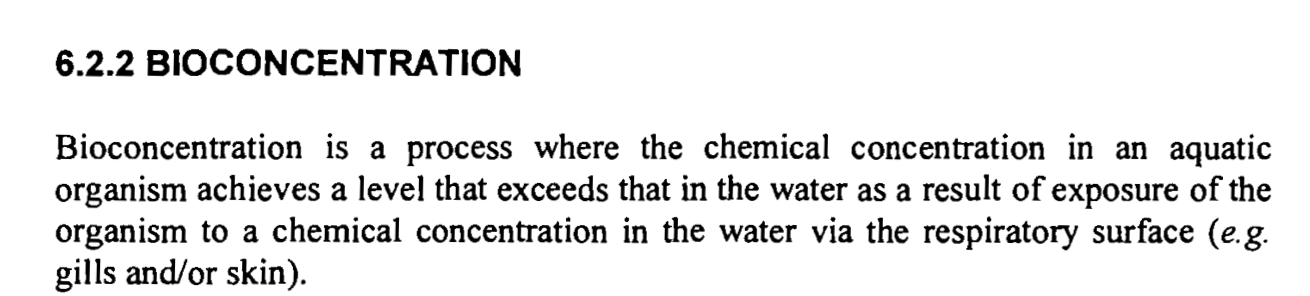 6.2.2 BIOCONCENTRATION
Bioconcentration is a process where the chemical concentration in an aquatic
organism achieves a level that exceeds that in the water as a result of exposure of the
organism to a chemical concentration in the water via the respiratory surface (e.g.
gills and/or skin).